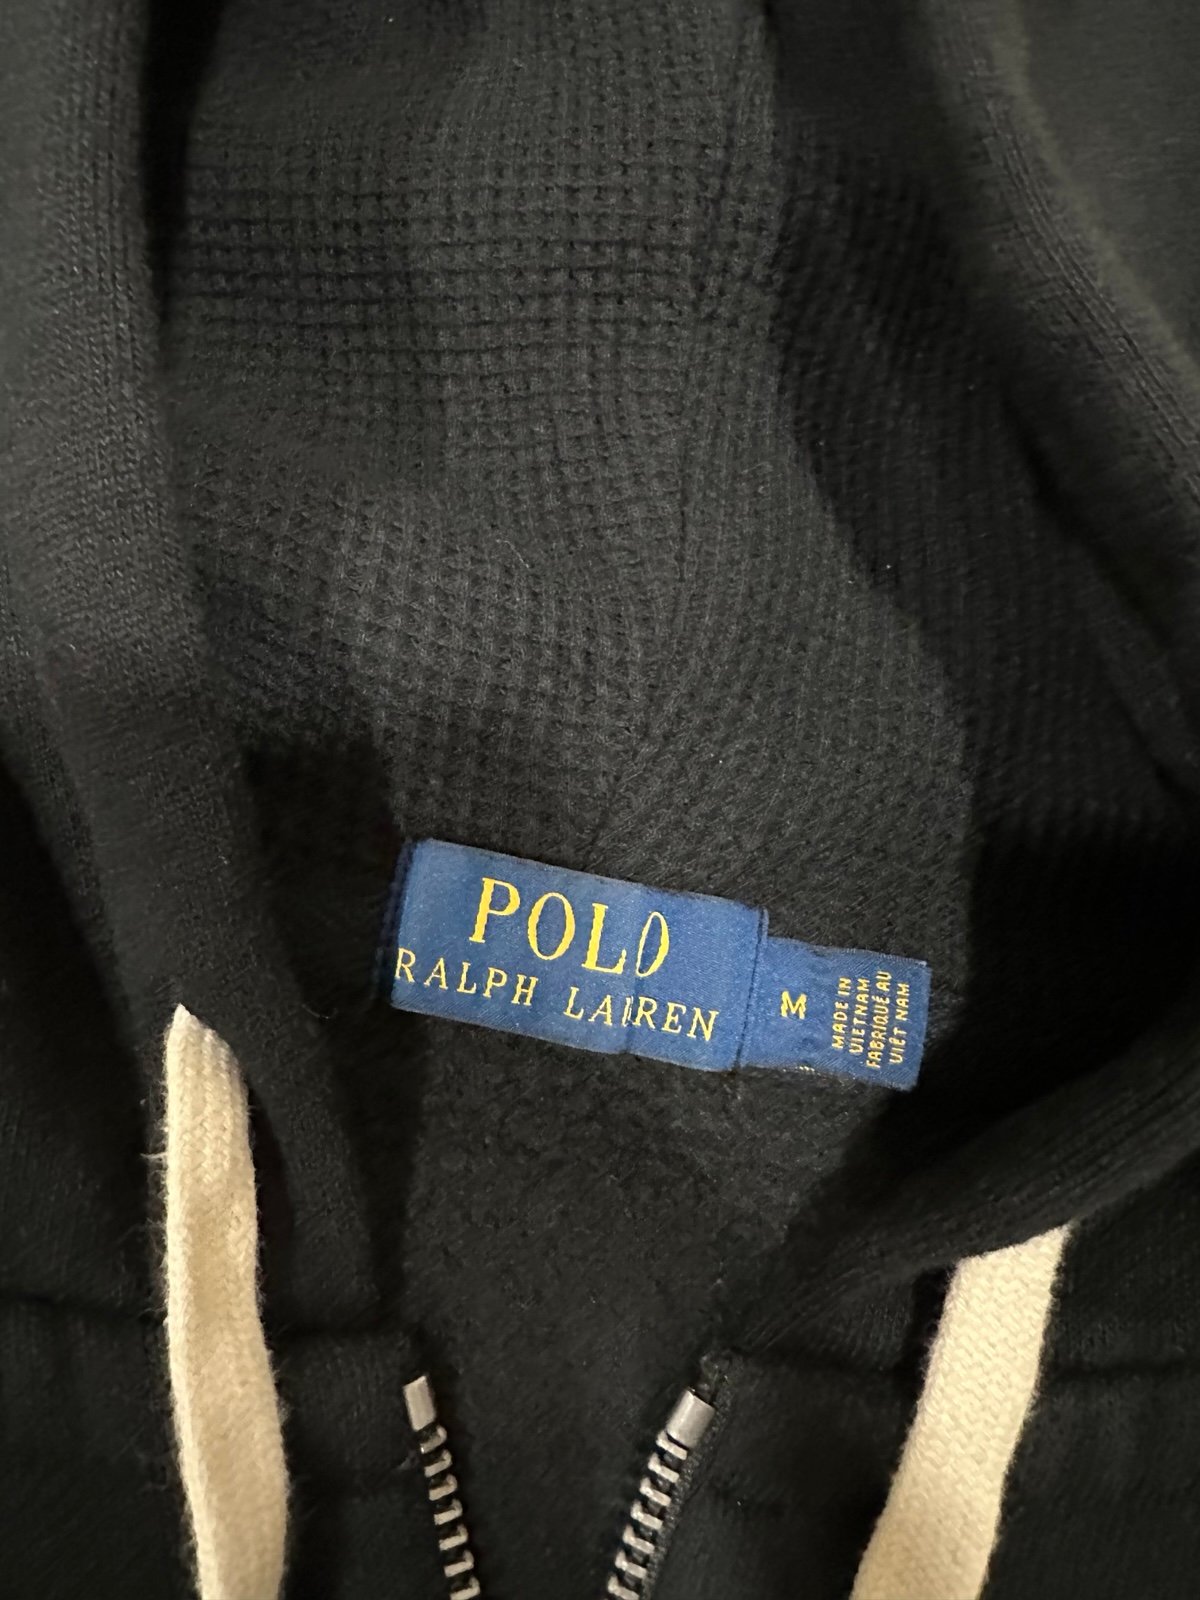 POLO
RALPH LAUREN
M
MADE IN
VIETNAM
FABRIQUÉ AU
VIÊT NAM